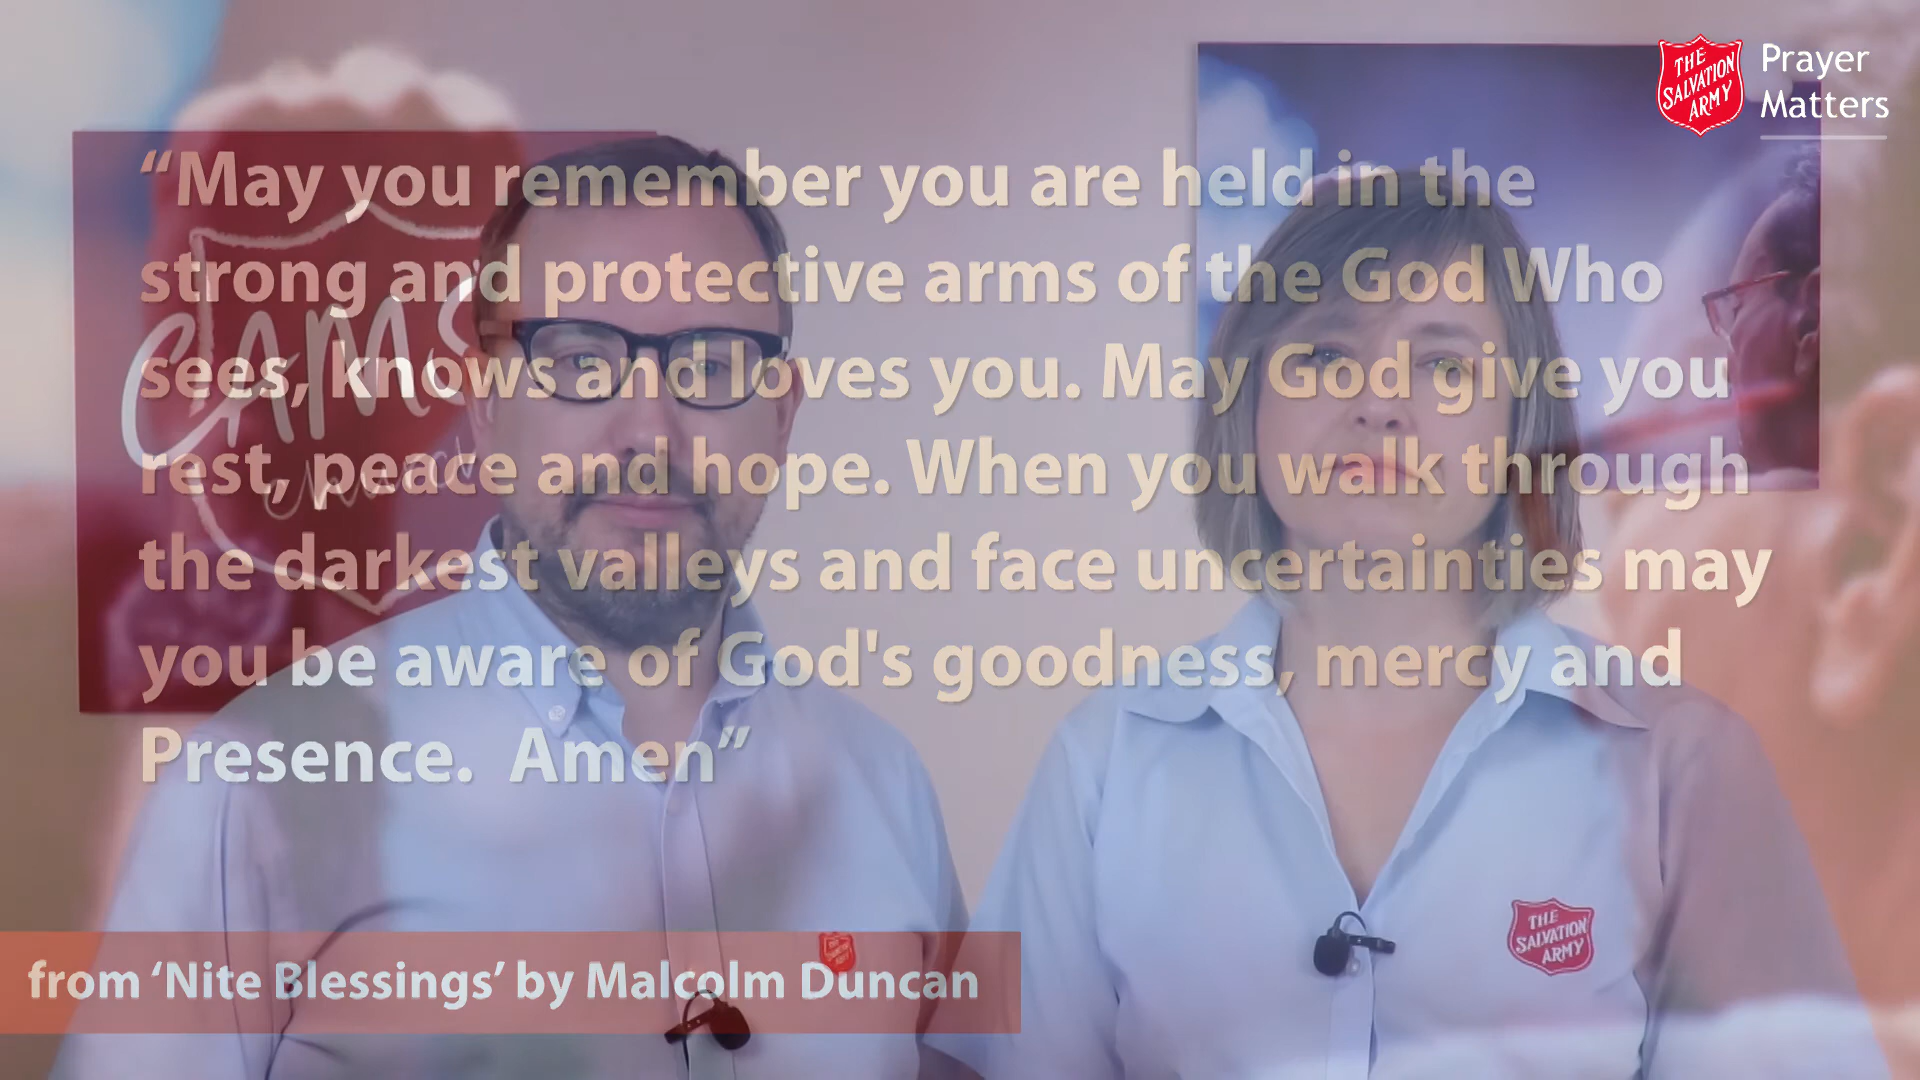 THE
SALVATION
ARMY
Prayer
Matters
“May you remember you are held in the
strong and protective arms of the God Who
sees, knows and loves you. May God give you
rest, peace and hope. When you walk through
the darkest valleys and face uncertainties may
you be aware of God's goodness, mercy and
Presence.  Amen”
from ‘Nite Blessings’ by Malcolm Duncan
THE
SALVATION
ARMY